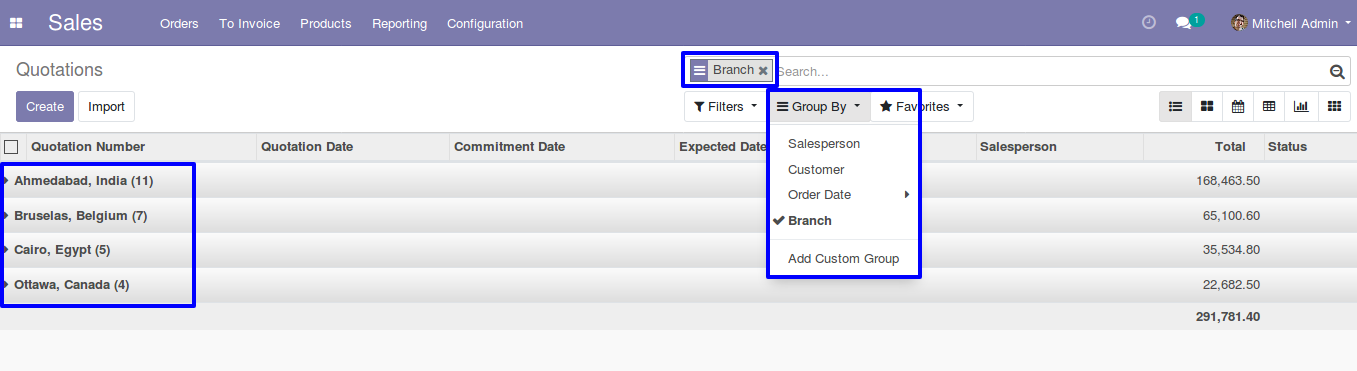 Sales Orders To Invoice Products Reporting Configuration 1 Mitchell Admin
Quotations
Branch Search...
Create Import
Filters Group By Favorites
Quotation Number Quotation Date Commitment Date Expected Date Salesperson Total Status
Salesperson
Customer
Order Date
Branch
Add Custom Group
Ahmedabad, India (11) 168,463.50
Bruselas, Belgium (7) 65,100.60
Cairo, Egypt (5) 35,534.80
Ottawa, Canada (4) 22,682.50
291,781.40